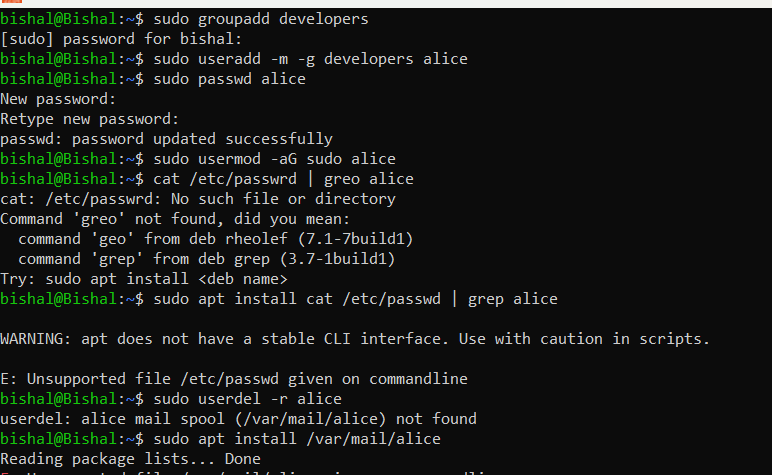 bishal@Bishal:~$ sudo groupadd developers
[sudo] password for bishal:
bishal@Bishal:~$ sudo useradd -m -g developers alice
bishal@Bishal:~$ sudo passwd alice
New password:
Retype new password:
passwd: password updated successfully
bishal@Bishal:~$ sudo usermod -aG sudo alice
bishal@Bishal:~$ cat /etc/passwrd | greo alice
cat: /etc/passwrd: No such file or directory
Command 'greo' not found, did you mean:
  command 'geo' from deb rheolef (7.1-7build1)
  command 'grep' from deb grep (3.7-1build1)
Try: sudo apt install <deb name>
bishal@Bishal:~$ sudo apt install cat /etc/passwd | grep alice
WARNING: apt does not have a stable CLI interface. Use with caution in scripts.
E: Unsupported file /etc/passwd given on commandline
bishal@Bishal:~$ sudo userdel -r alice
userdel: alice mail spool (/var/mail/alice) not found
bishal@Bishal:~$ sudo apt install /var/mail/alice
Reading package lists... Done